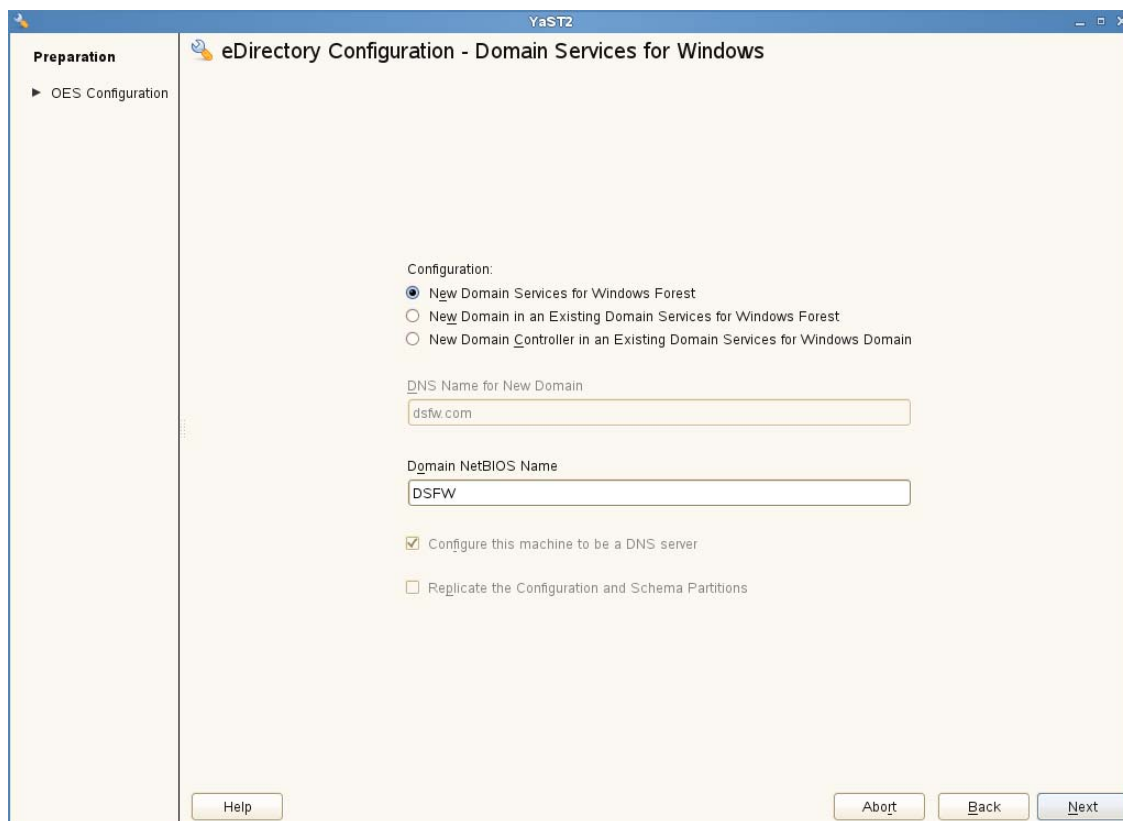 YaST2
Preparation
OES Configuration
eDirectory Configuration - Domain Services for Windows
Configuration:
New Domain Services for Windows Forest
New Domain in an Existing Domain Services for Windows Forest
New Domain Controller in an Existing Domain Services for Windows Domain
DNS Name for New Domain
dsfw.com
Domain NetBIOS Name
DSFW
Configure this machine to be a DNS server
Replicate the Configuration and Schema Partitions
Help
Abort
Back
Next